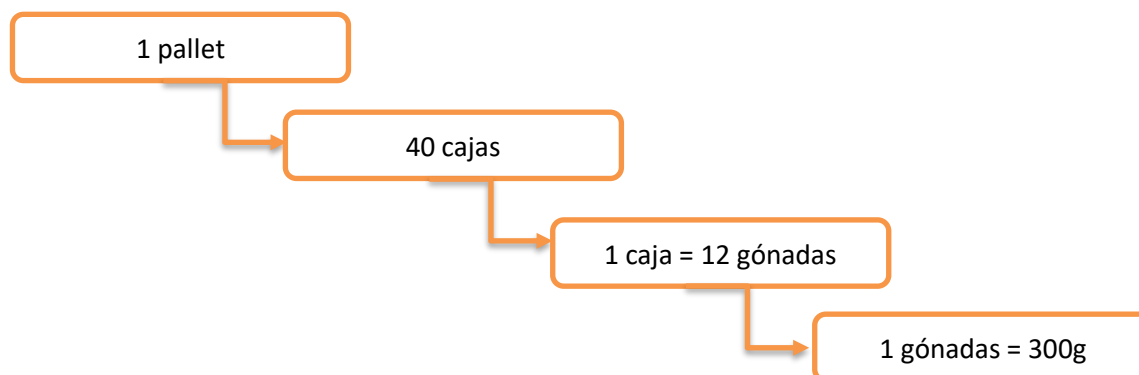 1 pallet
40 cajas
1 caja = 12 gónadas
1 gónadas = 300g